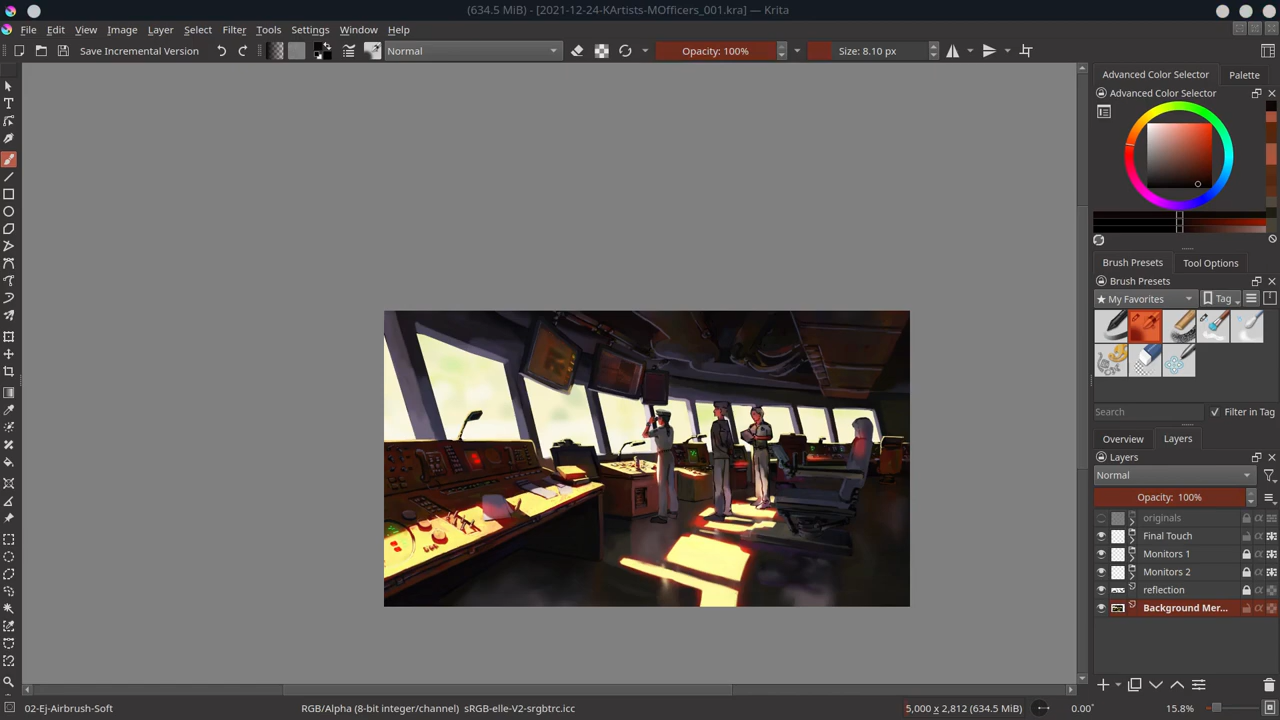 (634.5 MiB) - [2021-12-24-KArtists-MOfficers_001.kra] — Krita
File Edit View Image Layer Select Filter Tools Settings Window Help
Save Incremental Version
Normal
Opacity: 100%
Size: 8.10 px
Advanced Color Selector Palette
Advanced Color Selector
Brush Presets Tool Options
Brush Presets
My Favorites
Tag
Search
Filter in Tag
Overview Layers
Layers
Normal
Opacity: 100%
originals
Final Touch
Monitors 1
Monitors 2
reflection
Background Mer...
02-Ej-Airbrush-Soft
RGB/Alpha (8-bit integer/channel) sRGB-elle-V2-srgbtrc.icc
5,000 x 2,812 (634.5 MiB)
0.00°
15.8%